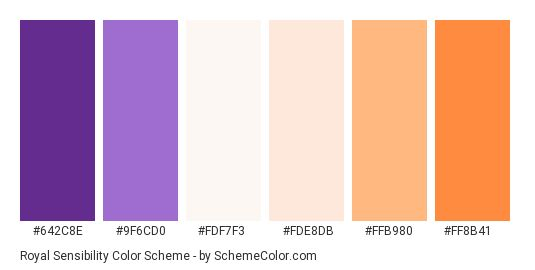 #642C8E #9F6CD0 #FDF7F3 #FDE8DB #FFB980 #FF8B41
Royal Sensibility Color Scheme - by SchemeColor.com